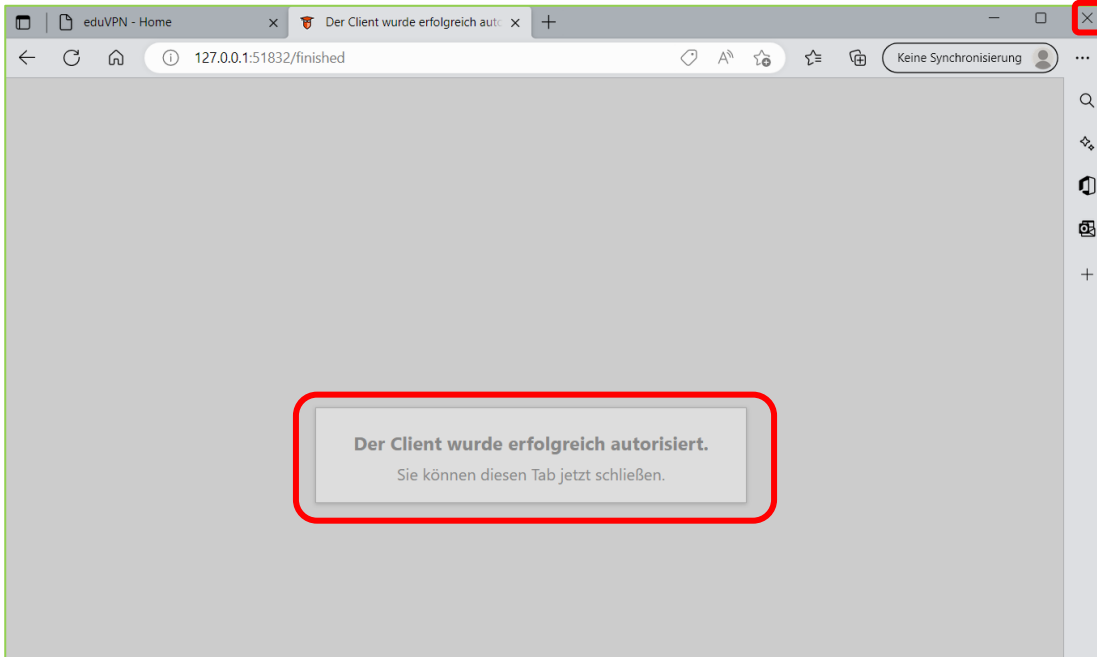 eduVPN - Home
Der Client wurde erfolgreich auto
127.0.0.1:51832/finished
Keine Synchronisierung
Der Client wurde erfolgreich autorisiert.
Sie können diesen Tab jetzt schließen.